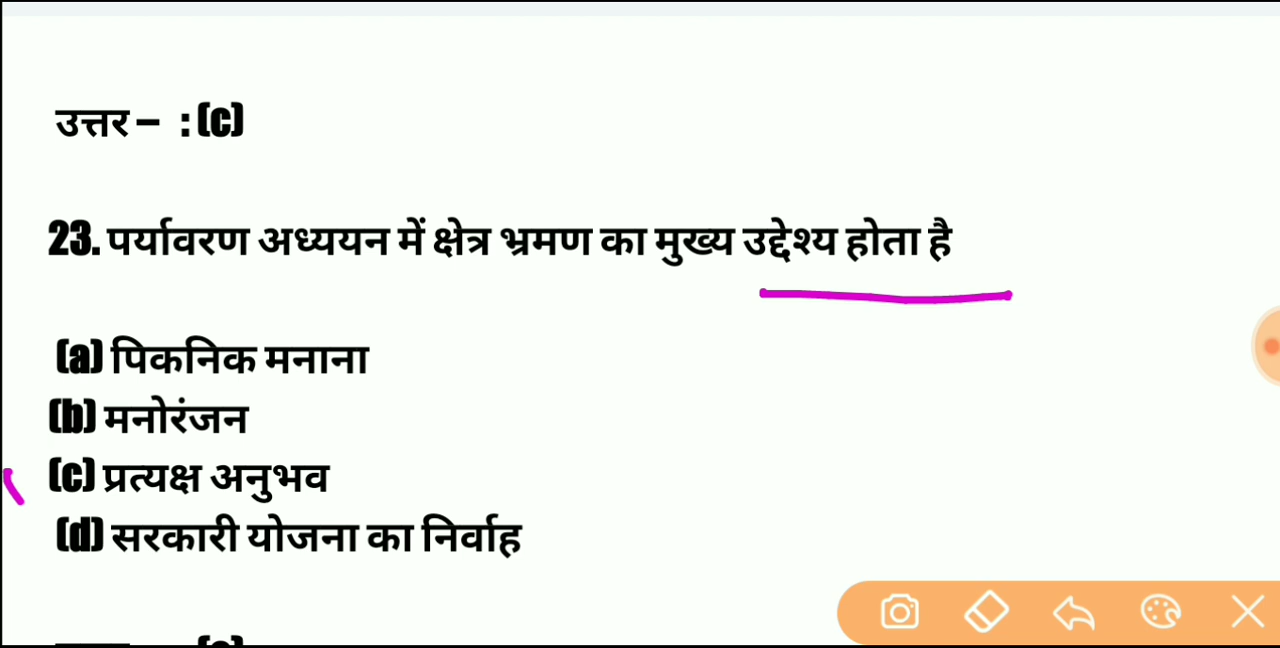 उत्तर – : (c)
23. पर्यावरण अध्ययन में क्षेत्र भ्रमण का मुख्य उद्देश्य होता है
(a) पिकनिक मनाना
(b) मनोरंजन
(c) प्रत्यक्ष अनुभव
(d) सरकारी योजना का निर्वाह